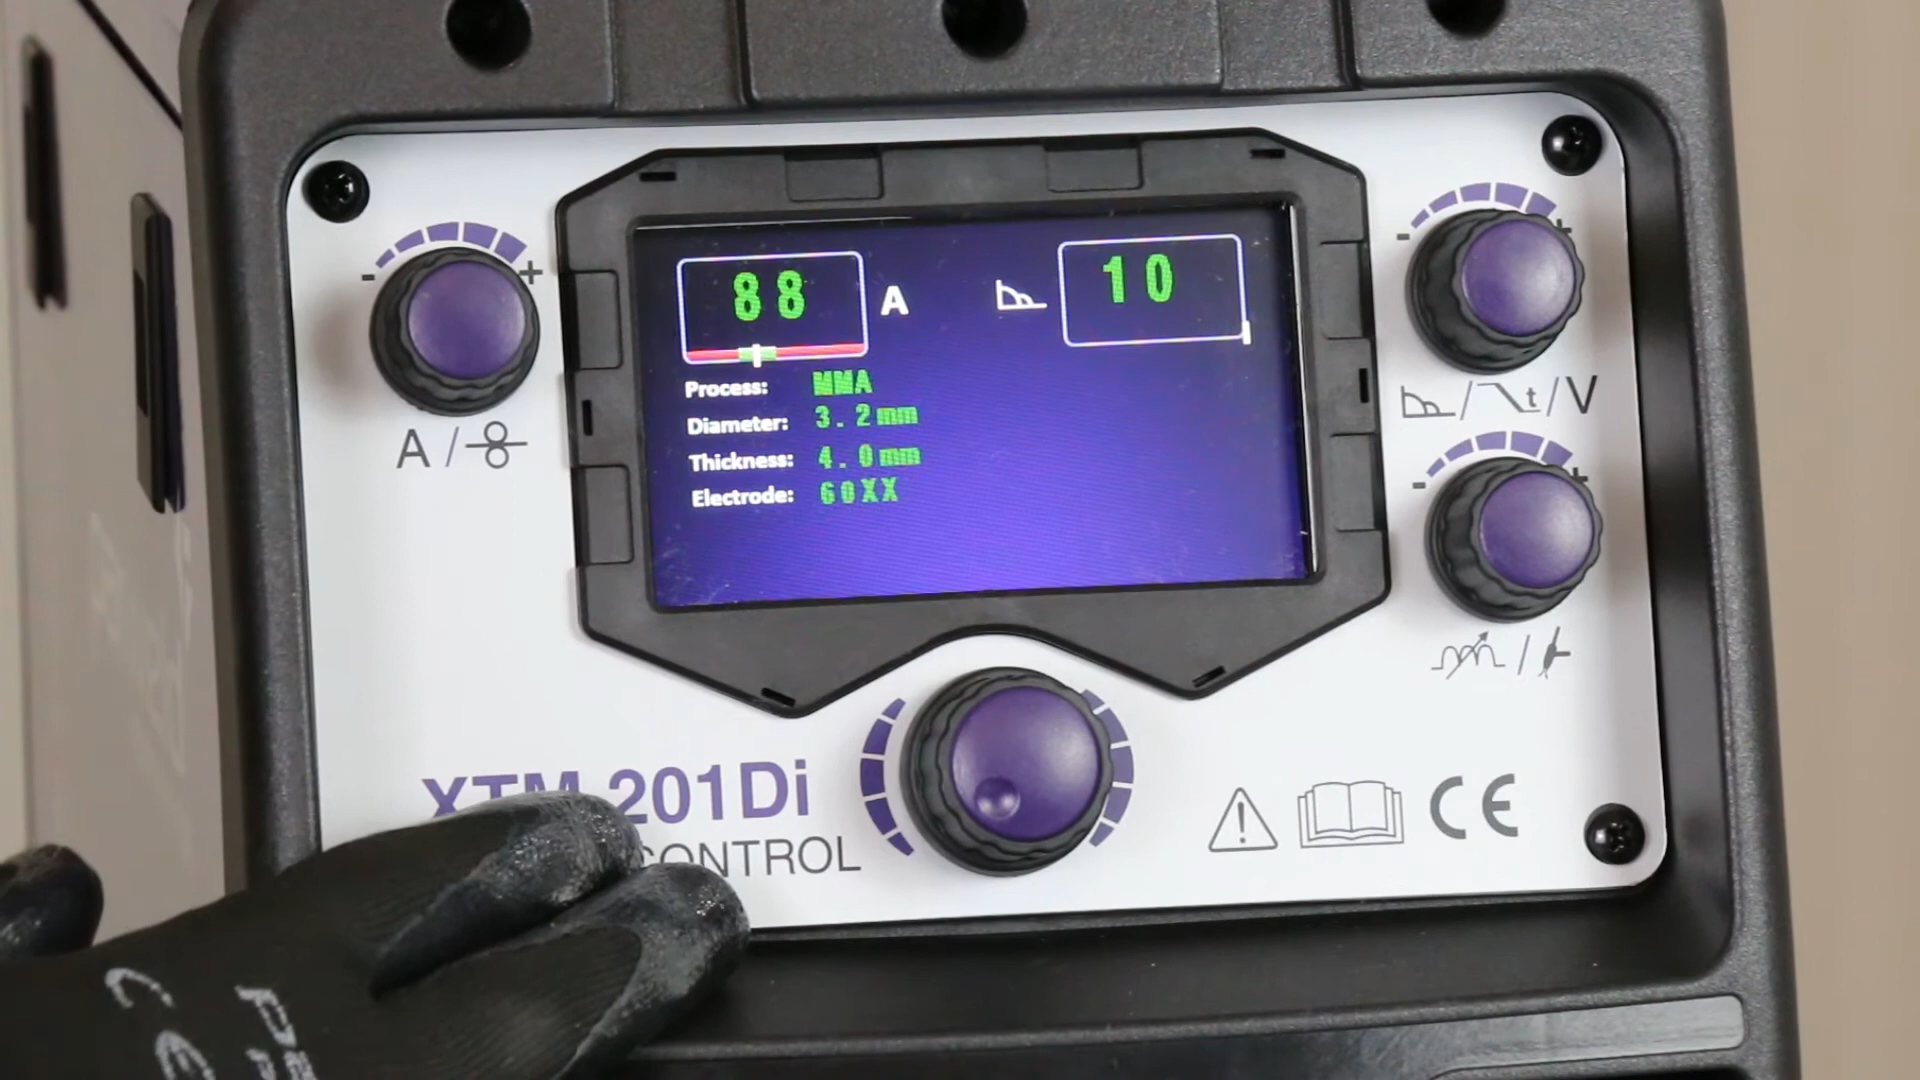 88 A 10
Process: MMA
Diameter: 3.2mm
Thickness: 4.0mm
Electrode: 60XX
- +
- +
A /
/ t / V
- +
/
XTM 201Di
CONTROL
CE